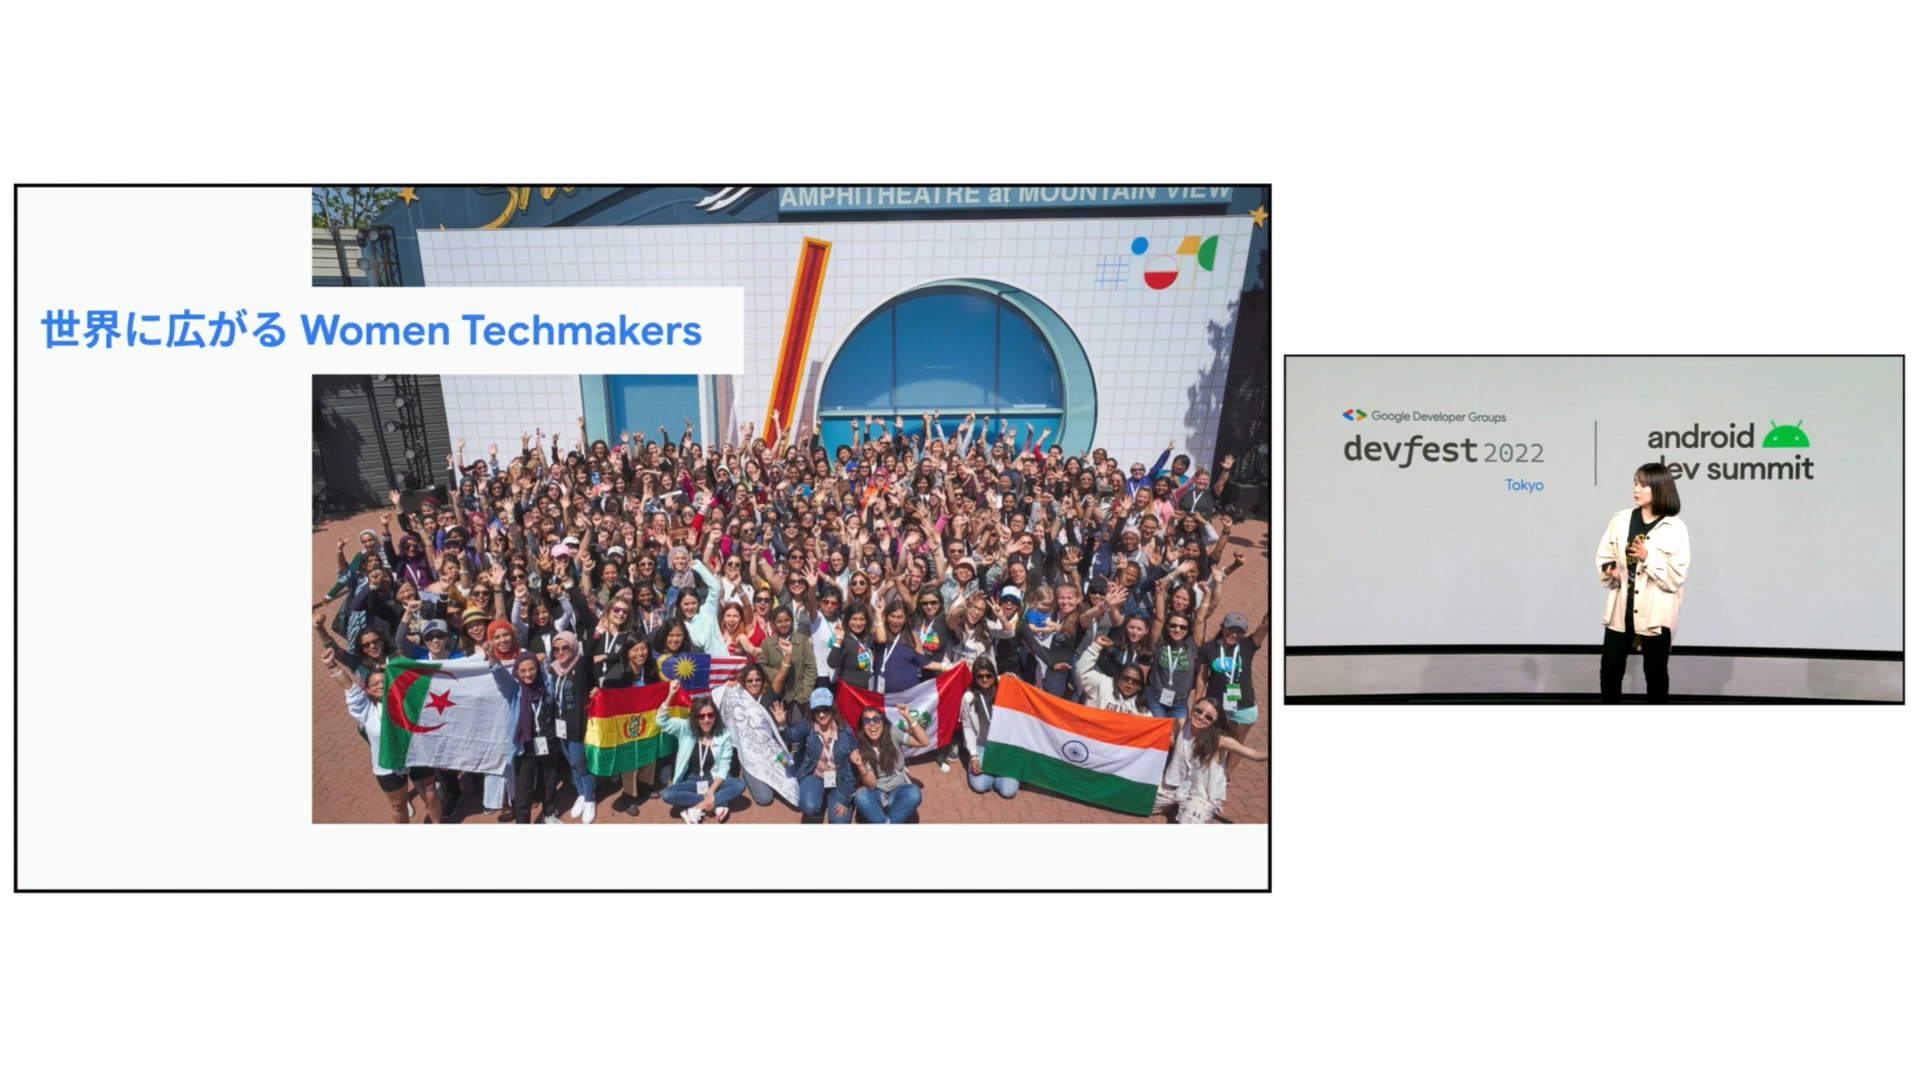 AMPHITHEATRE at MOUNTAIN VIEW
世界に広がる Women Techmakers
Google Developer Groups
devfest 2022
Tokyo
android
dev summit